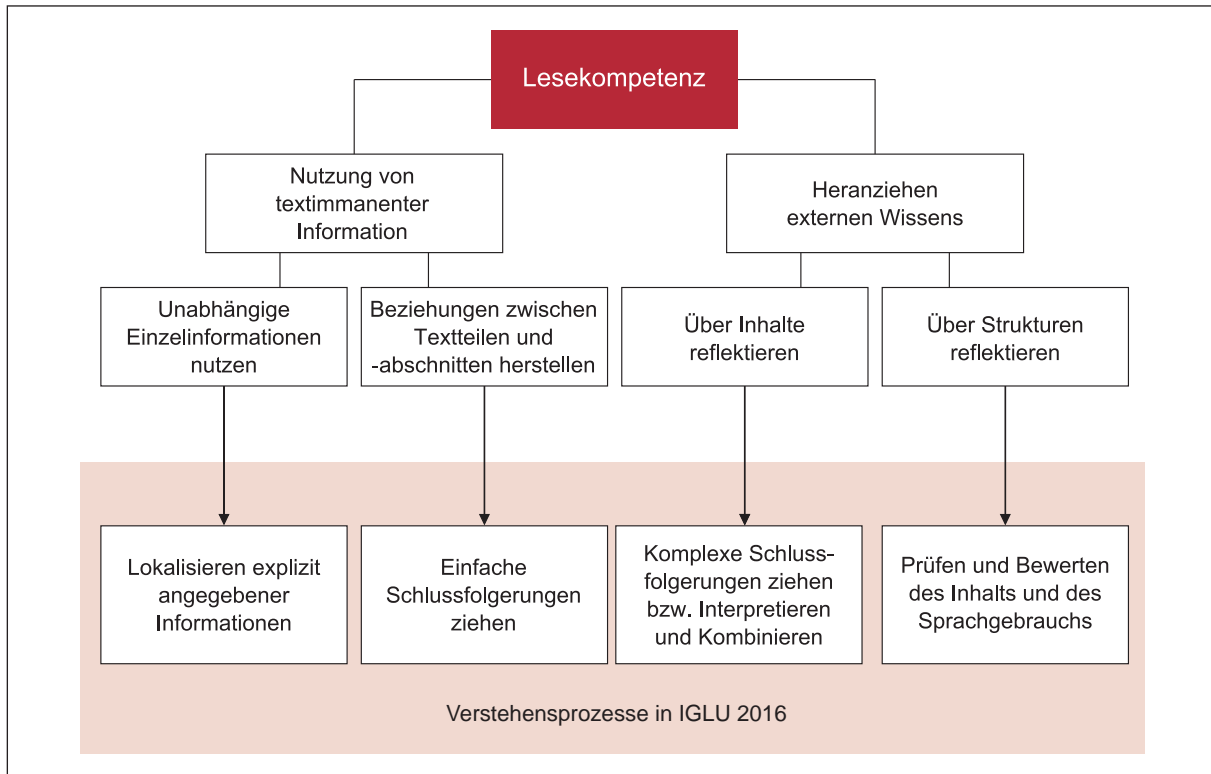 Lesekompetenz
Nutzung von
textimmanenter
Information
Heranziehen
externen Wissens
Unabhängige
Einzelinformationen
nutzen
Beziehungen zwischen
Textteilen und
-abschnitten herstellen
Über Inhalte
reflektieren
Über Strukturen
reflektieren
Lokalisieren explizit
angegebener
Informationen
Einfache
Schlussfolgerungen
ziehen
Komplexe Schluss-
folgerungen ziehen
bzw. Interpretieren
und Kombinieren
Prüfen und Bewerten
des Inhalts und des
Sprachgebrauchs
Verstehensprozesse in IGLU 2016